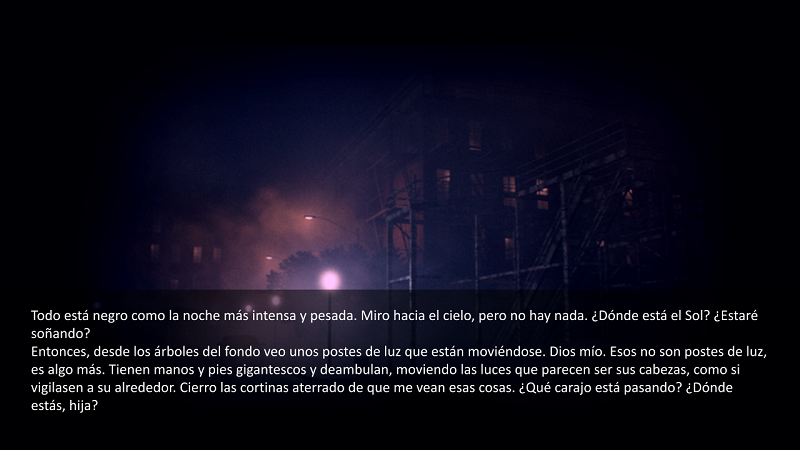 Todo está negro como la noche más intensa y pesada. Miro hacia el cielo, pero no hay nada. ¿Dónde está el Sol? ¿Estaré
soñando?
Entonces, desde los árboles del fondo veo unos postes de luz que están moviéndose. Dios mío. Esos no son postes de luz,
es algo más. Tienen manos y pies gigantescos y deambulan, moviendo las luces que parecen ser sus cabezas, como si
vigilasen a su alrededor. Cierro las cortinas aterrado de que me vean esas cosas. ¿Qué carajo está pasando? ¿Dónde
estás, hija?